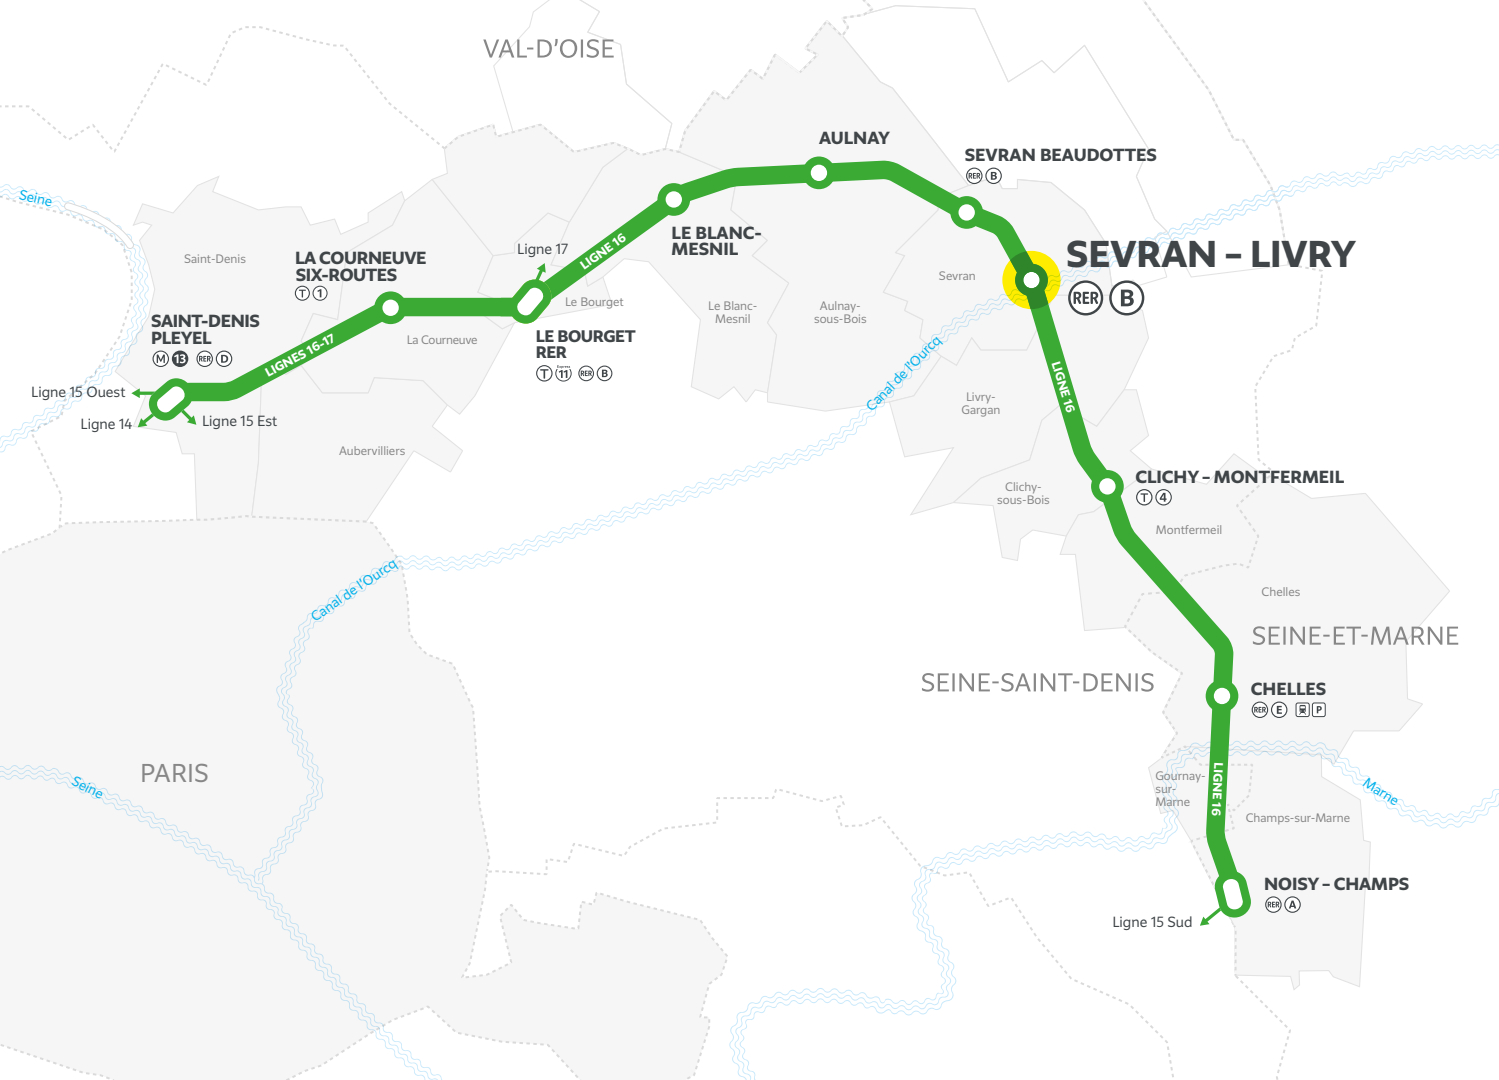 VAL-D'OISE
AULNAY
SEVRAN BEAUDOTTES
RER B
Seine
LE BLANC-
MESNIL
LIGNE 16
Ligne 17
SEVRAN – LIVRY
RER B
Saint-Denis
LA COURNEUVE
SIX-ROUTES
T 1
Sevran
Le Bourget
Le Blanc-
Mesnil
Aulnay-
sous-Bois
SAINT-DENIS
PLEYEL
M 13 RER D
LIGNES 16-17
La Courneuve
LE BOURGET
RER
T Express 11 RER B
Canal de l'Ourcq
LIGNE 16
Ligne 15 Ouest
Ligne 14
Ligne 15 Est
Livry-
Gargan
Aubervilliers
CLICHY – MONTFERMEIL
T 4
Clichy-
sous-Bois
Montfermeil
Canal de l'Ourcq
Chelles
SEINE-ET-MARNE
SEINE-SAINT-DENIS
CHELLES
RER E P
PARIS
Seine
Gournay-
sur-
Marne
LIGNE 16
Marne
Champs-sur-Marne
NOISY – CHAMPS
RER A
Ligne 15 Sud